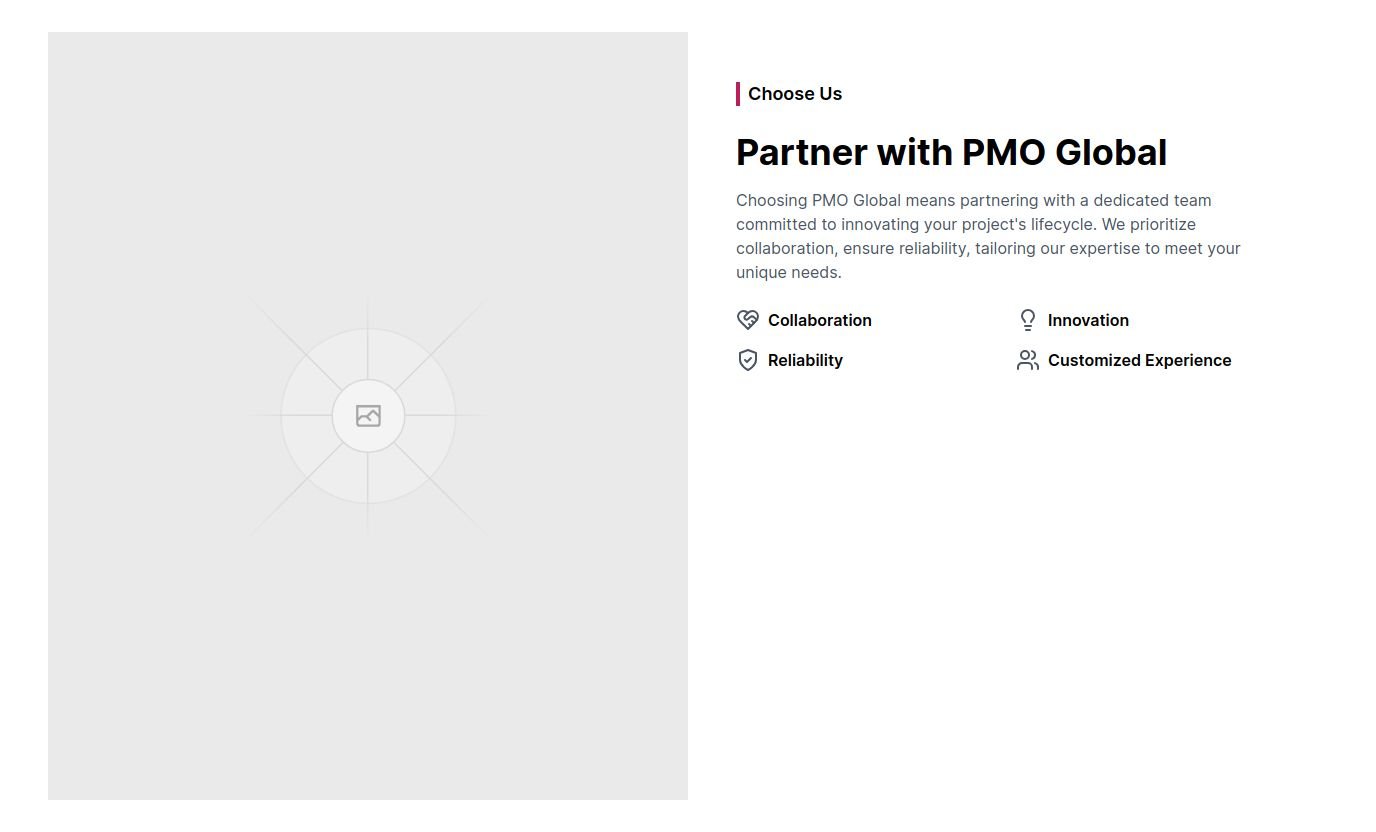 Choose Us
Partner with PMO Global
Choosing PMO Global means partnering with a dedicated team
committed to innovating your project's lifecycle. We prioritize
collaboration, ensure reliability, tailoring our expertise to meet your
unique needs.
Collaboration
Innovation
Reliability
Customized Experience